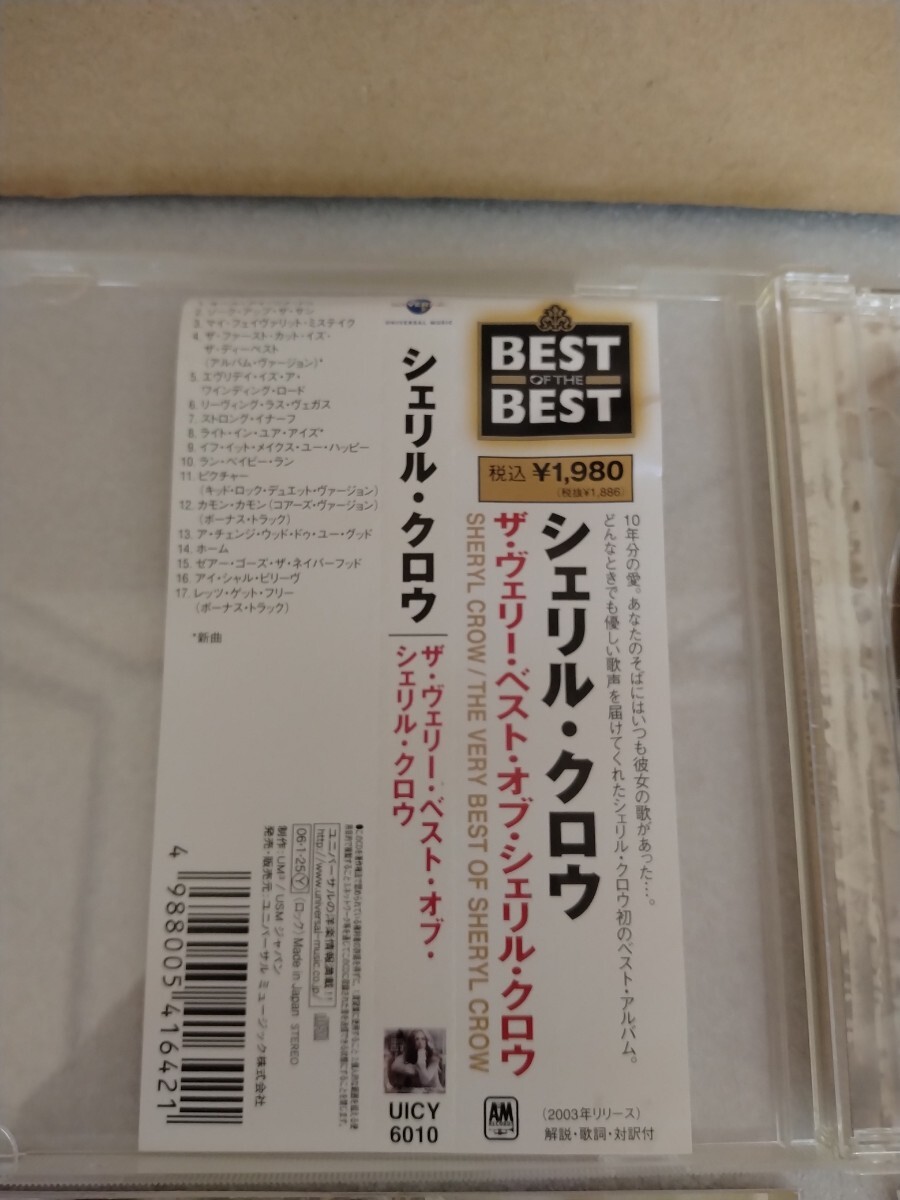 2. ソーク・アップ・ザ・サン
3. マイ・フェイヴァリット・ミステイク
4. ザ・ファースト・カット・イズ・
ザ・ディーペスト
(アルバム・ヴァージョン)*
5. エヴリデイ・イズ・ア・
ワインディング・ロード
6. リーヴィング・ラス・ヴェガス
7. ストロング・イナーフ
8. ライト・イン・ユア・アイズ*
9. イフ・イット・メイクス・ユー・ハッピー
10. ラン・ベイビー・ラン
11. ピクチャー
(キッド・ロック・デュエット・ヴァージョン)
12. カモン・カモン(コアーズ・ヴァージョン)
(ボーナス・トラック)
13. ア・チェンジ・ウッド・ドゥ・ユー・グッド
14. ホーム
15. ゼアー・ゴーズ・ザ・ネイバーフッド
16. アイ・シャル・ビリーヴ
17. レッツ・ゲット・フリー
(ボーナス・トラック)
*新曲
ユニバーサルの洋楽情報満載!!
http://www.universal-music.co.jp/
06·1·25(Y) (ロック) Made in Japan STEREO
制作 UM³ / USM ジャパン
発売・販売元:ユニバーサル ミュージック株式会社
4 988005 416421
UNIVERSAL MUSIC
シェリル・クロウ
ザ・ヴェリー・ベスト・オブ・
シェリル・クロウ
UICY
6010
BEST
OF THE
BEST
税込 ¥1,980
(税抜¥1,886)
10年分の愛。あなたのそばにはいつも彼女の歌があった…。
どんなときでも優しい歌声を届けてくれたシェリル・クロウ初のベスト・アルバム。
シェリル・クロウ
ザ・ヴェリー・ベスト・オブ・シェリル・クロウ
SHERYL CROW / THE VERY BEST OF SHERYL CROW
A&M
RECORDS
(2003年リリース)
解説・歌詞・対訳付